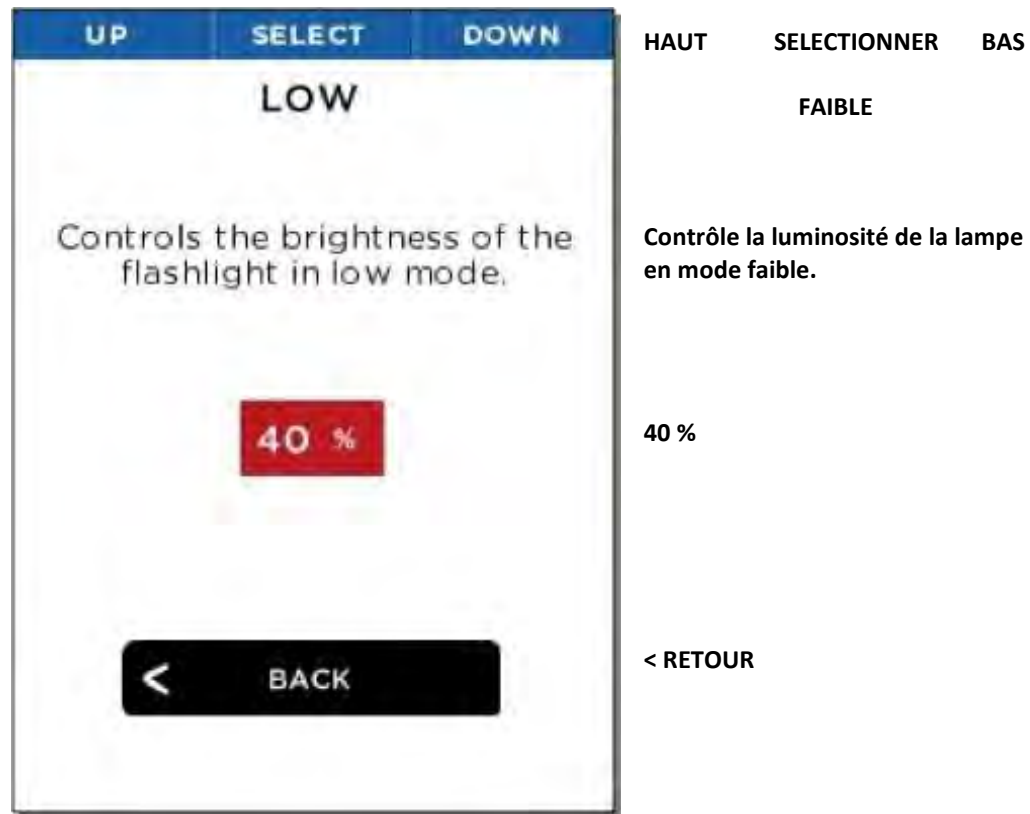 UP SELECT DOWN
LOW
Controls the brightness of the
flashlight in low mode.
40 %
< BACK
HAUT SELECTIONNER BAS
FAIBLE
Contrôle la luminosité de la lampe
en mode faible.
40 %
< RETOUR